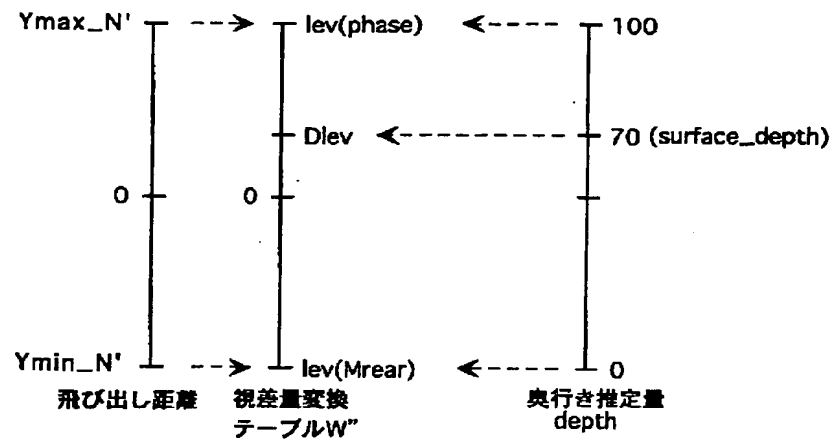 Ymax_N' lev(phase) 100
Dlev 70 (surface_depth)
0 0
Ymin_N' lev(Mrear) 0
飛び出し距離 視差量変換 奥行き推定量
テーブルW” depth